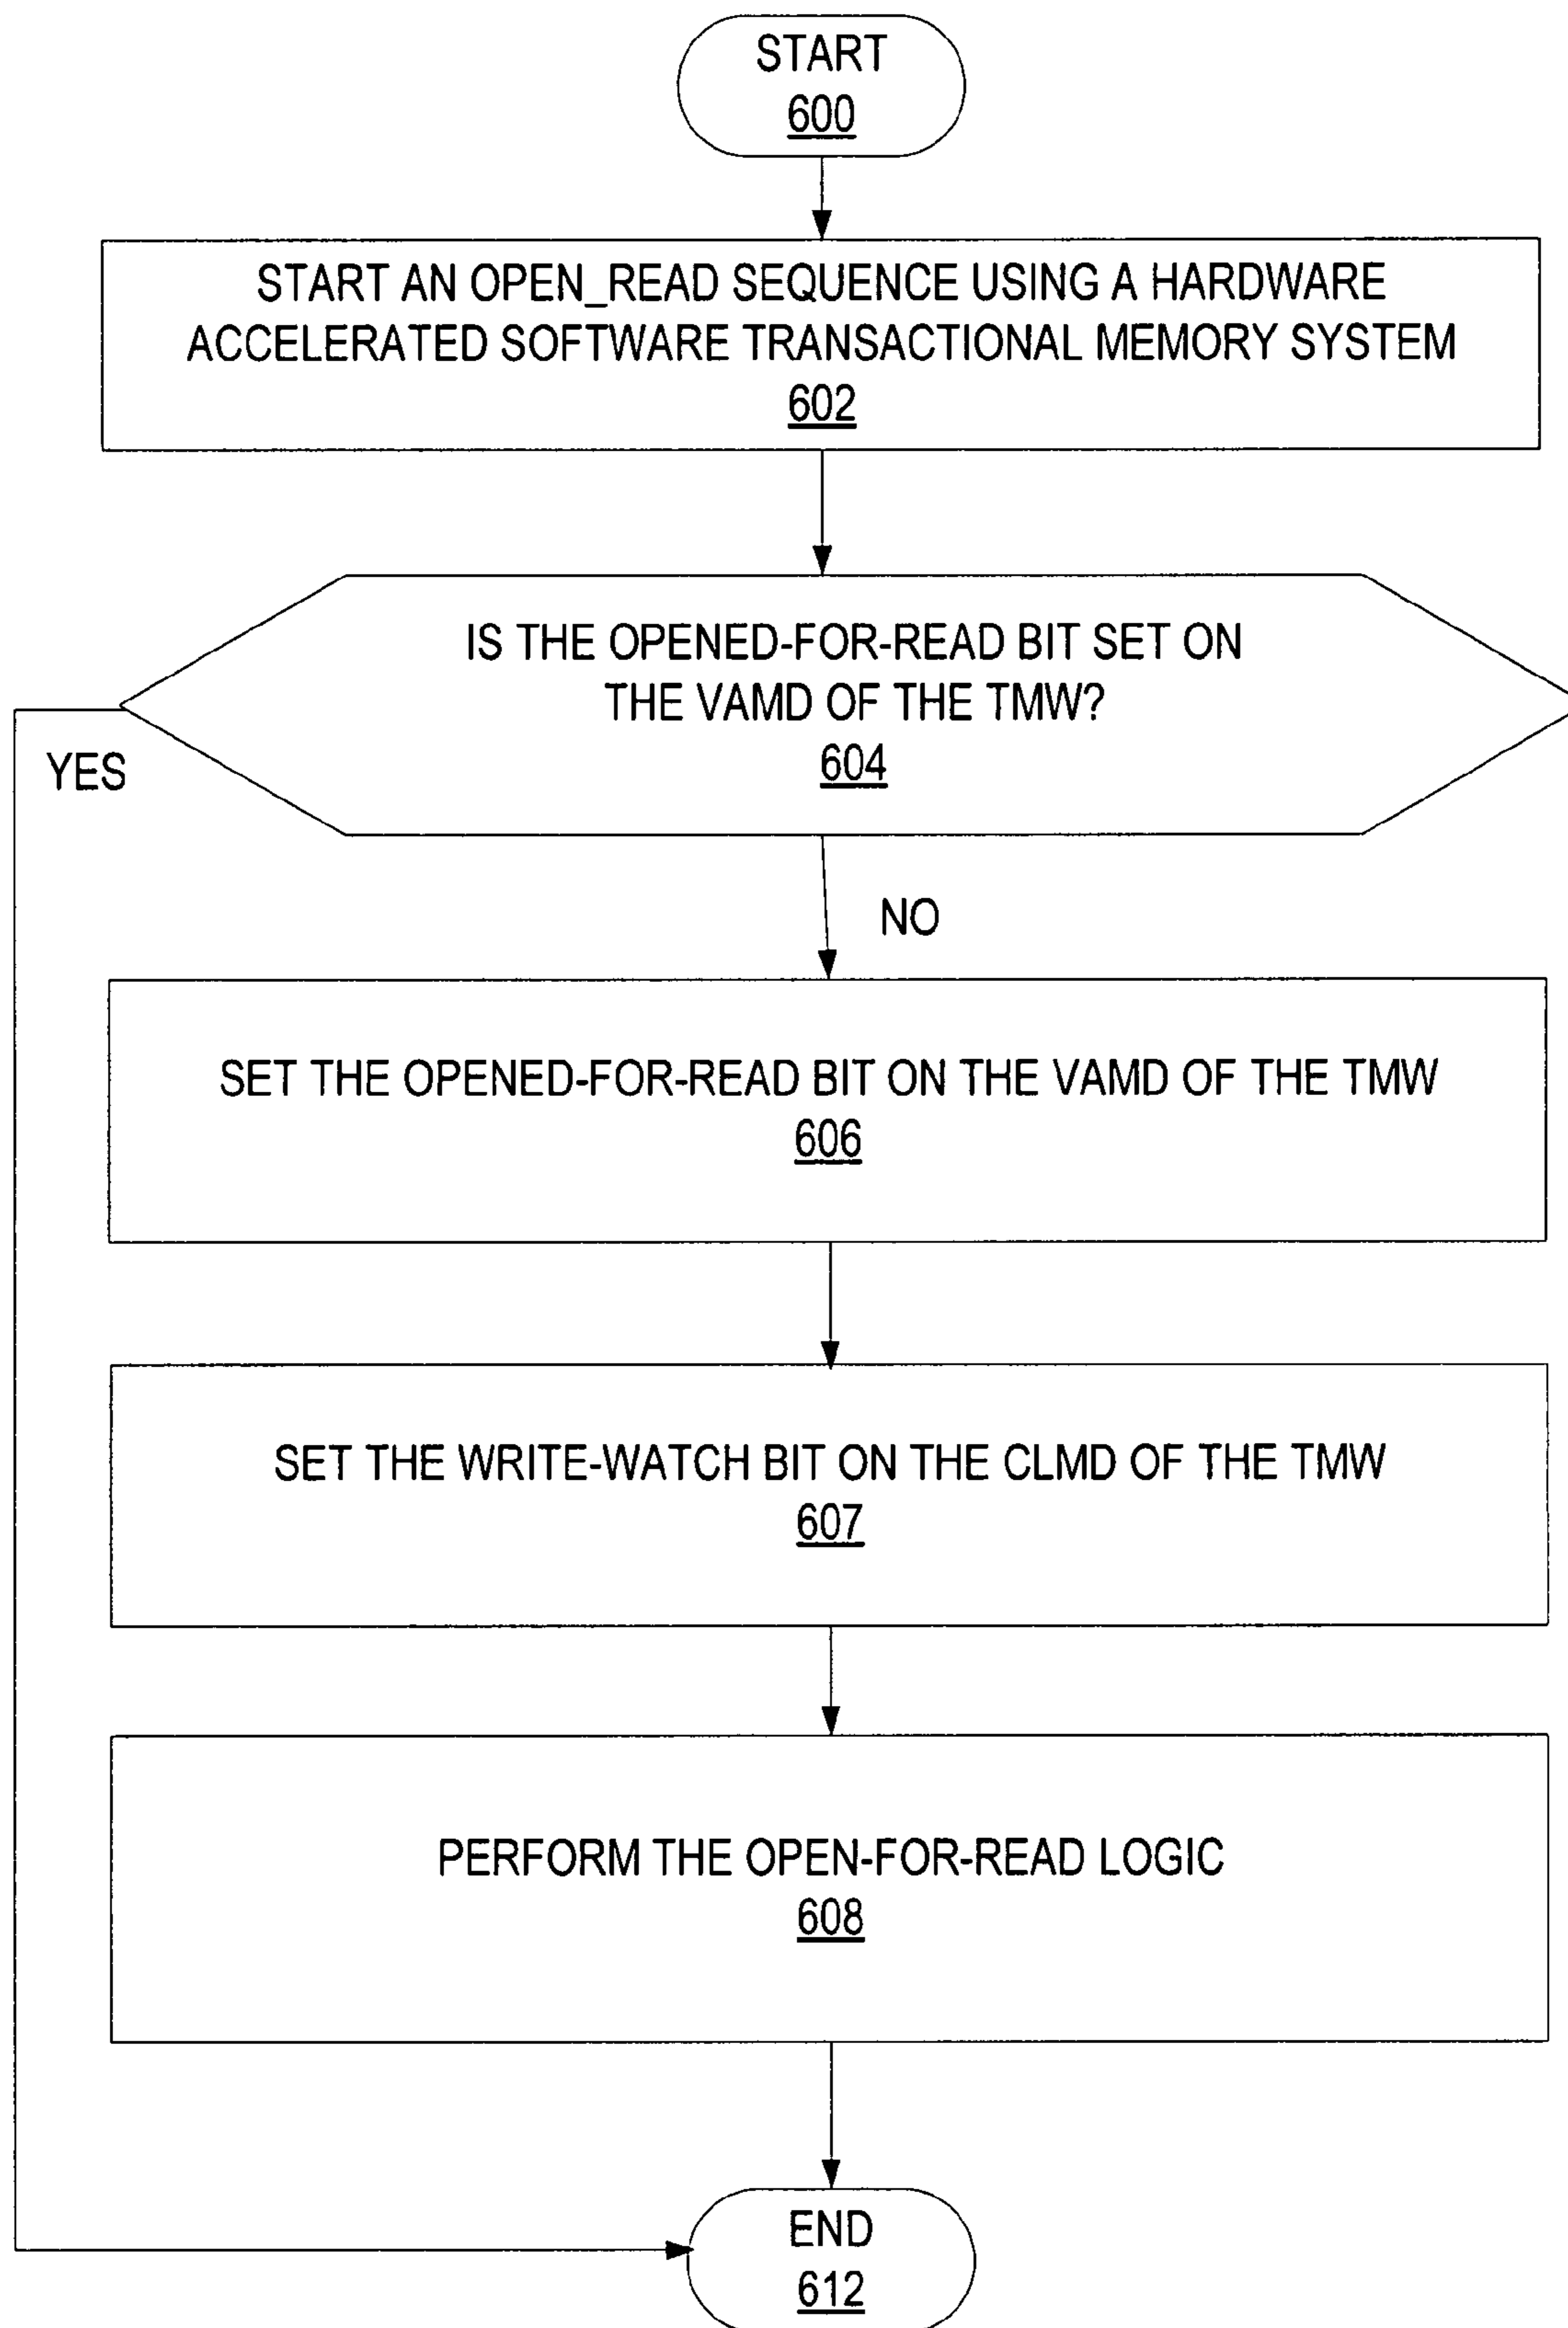 START
600
START AN OPEN_READ SEQUENCE USING A HARDWARE
ACCELERATED SOFTWARE TRANSACTIONAL MEMORY SYSTEM
602
IS THE OPENED-FOR-READ BIT SET ON
THE VAMD OF THE TMW?
604
YES
NO
SET THE OPENED-FOR-READ BIT ON THE VAMD OF THE TMW
606
SET THE WRITE-WATCH BIT ON THE CLMD OF THE TMW
607
PERFORM THE OPEN-FOR-READ LOGIC
608
END
612